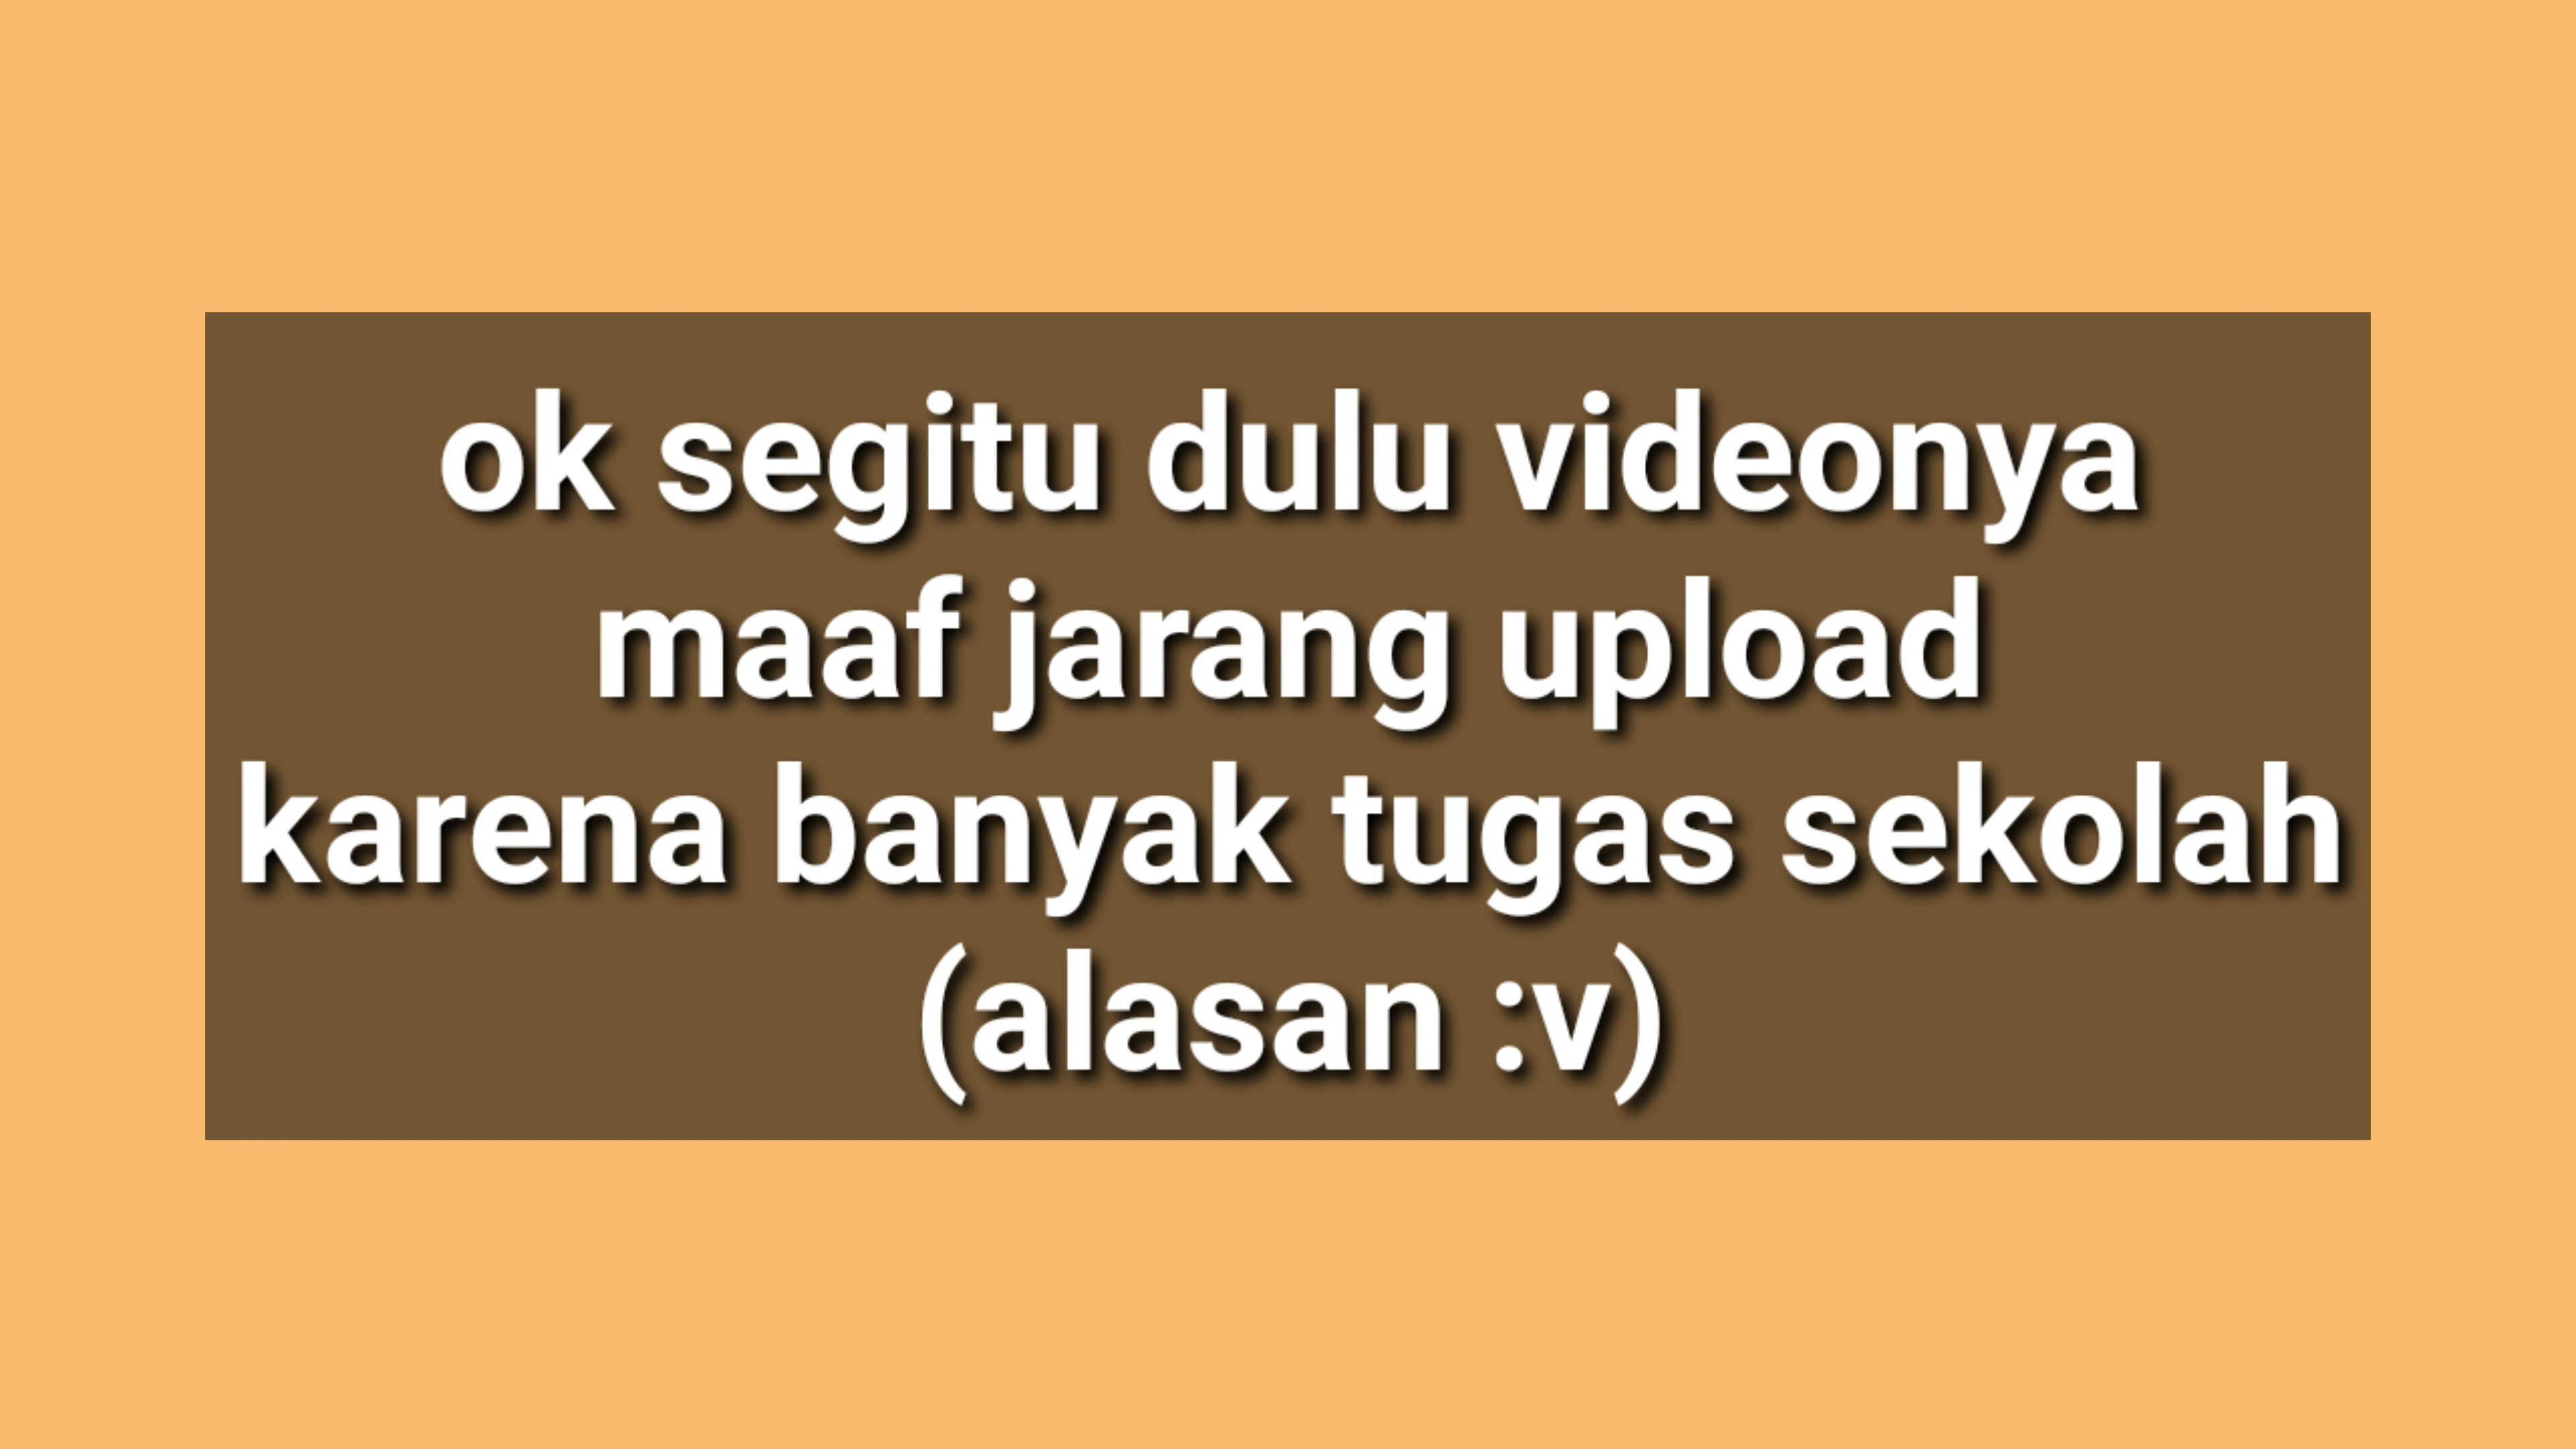 ok segitu dulu videonya
maaf jarang upload
karena banyak tugas sekolah
(alasan :v)